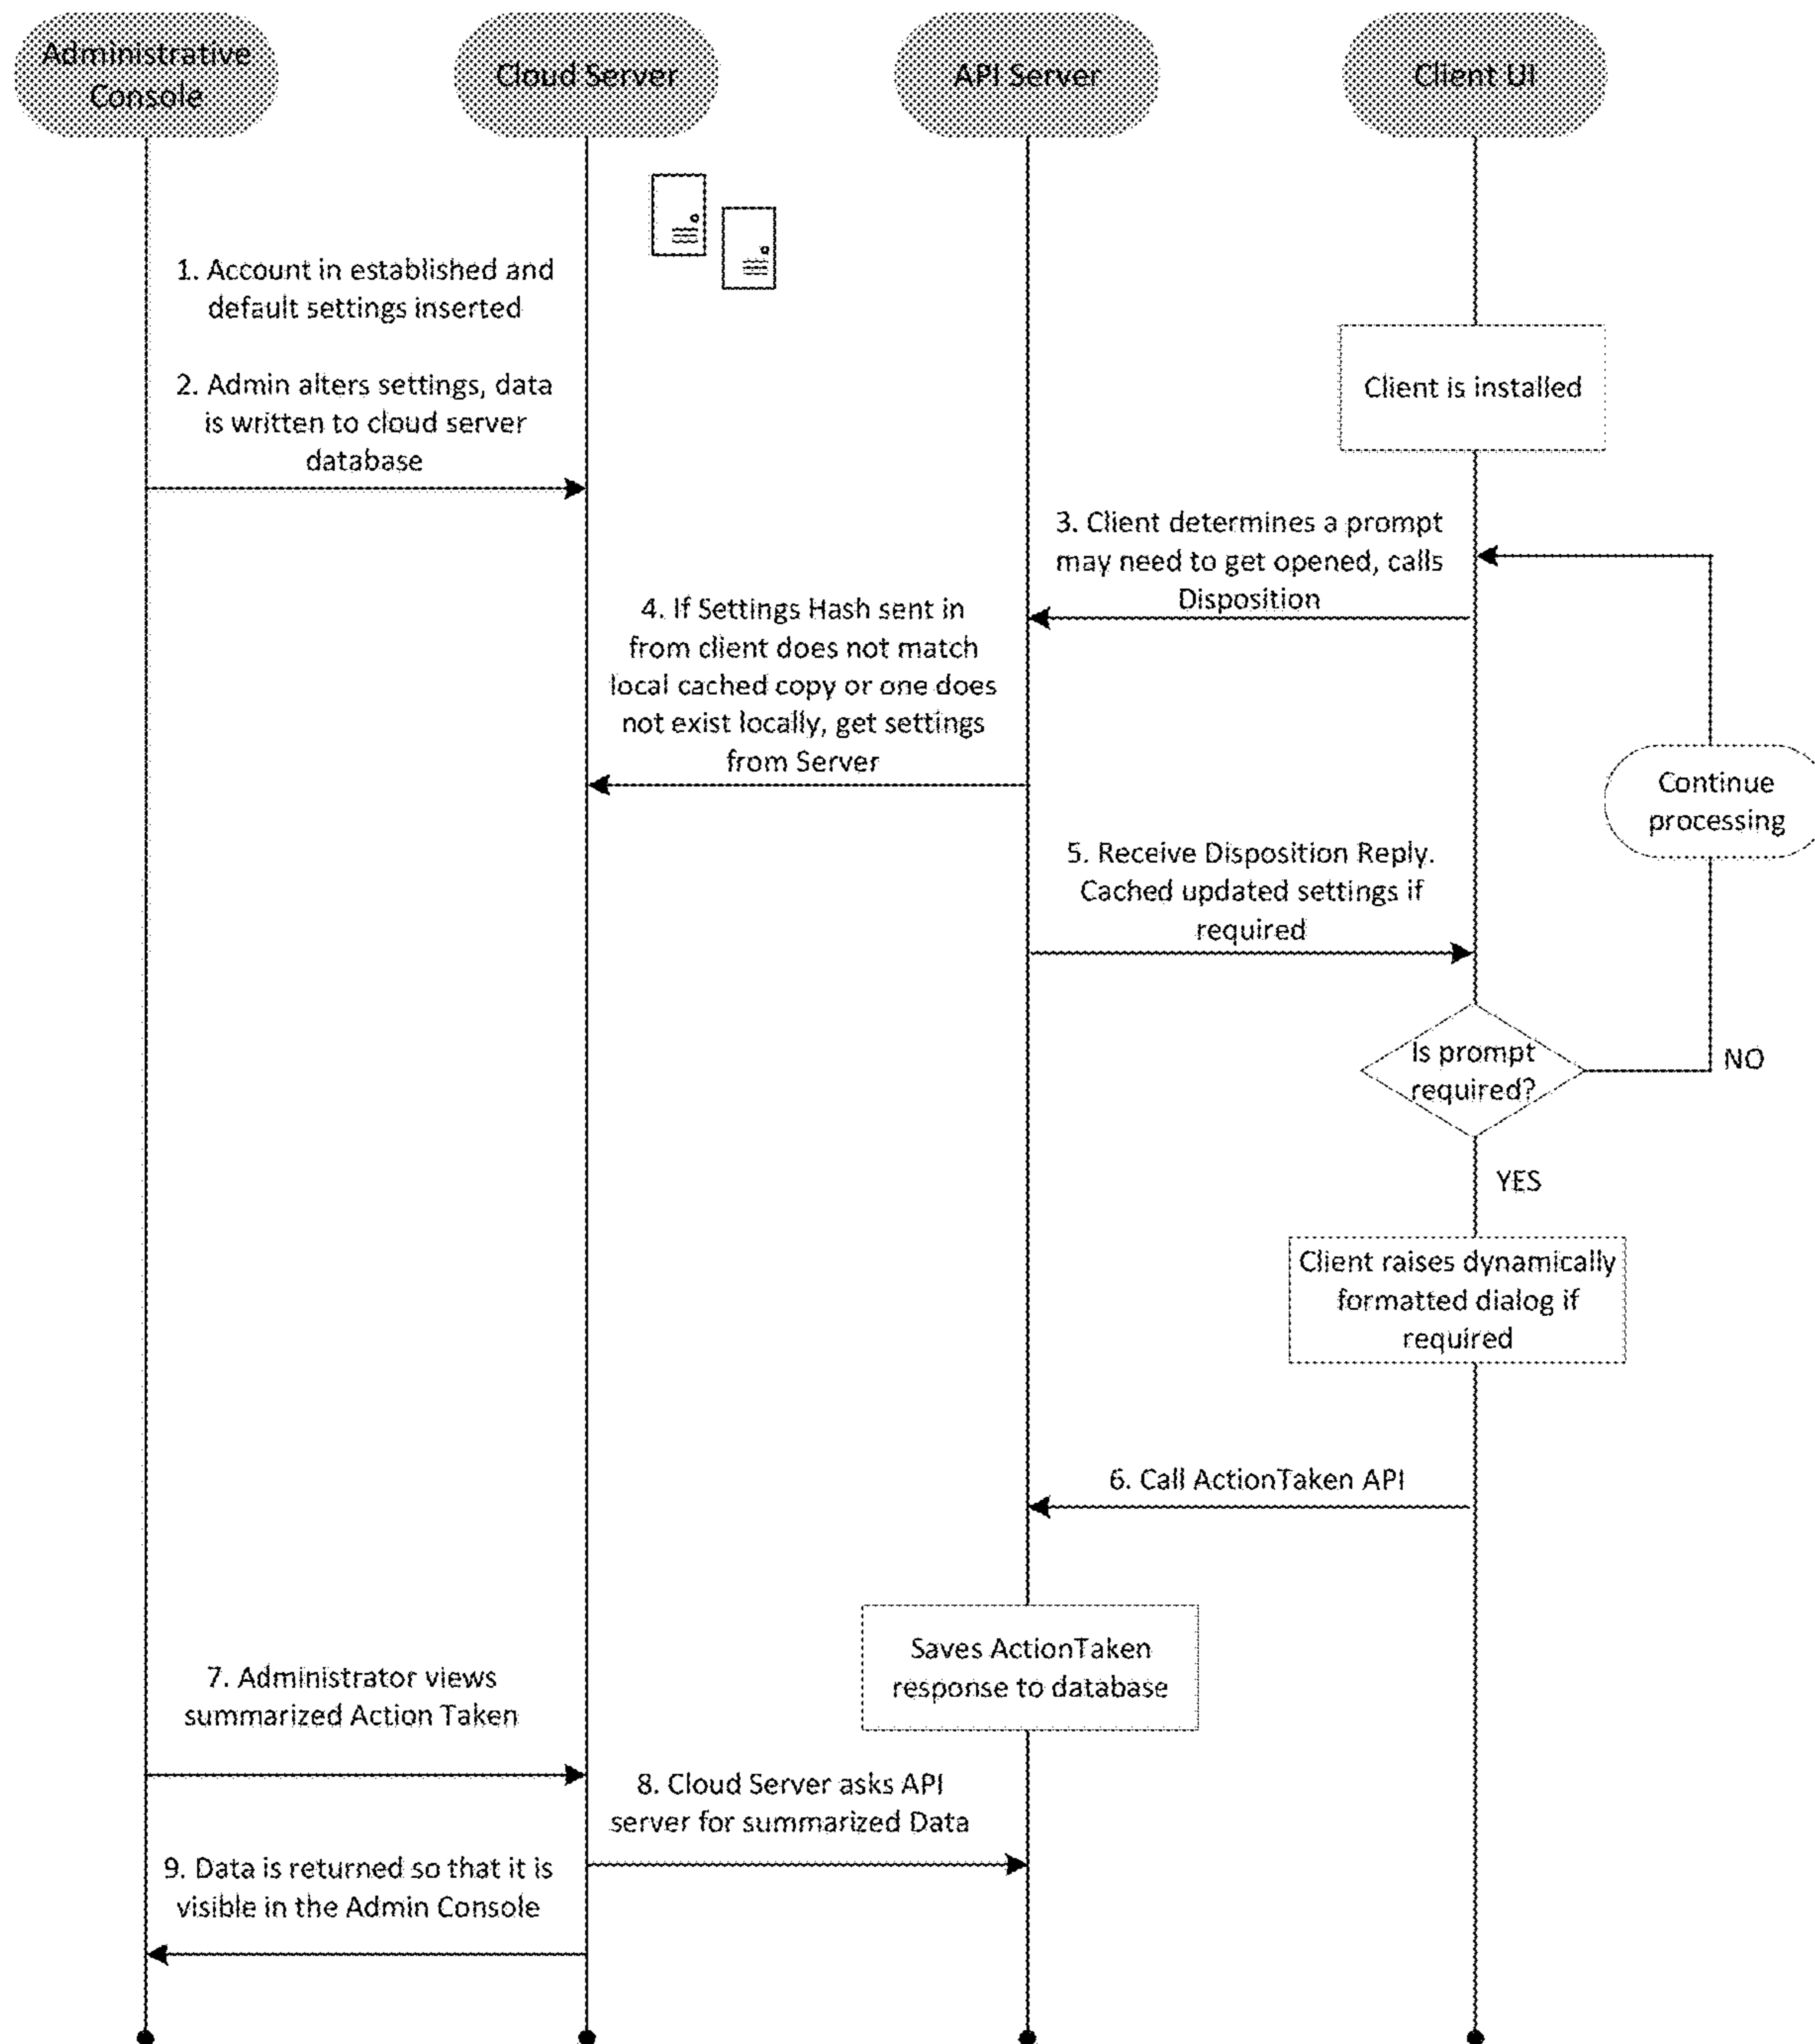 Administrative
Console
Cloud Server
API Server
Client UI
1. Account in established and
default settings inserted
2. Admin alters settings, data
is written to cloud server
database
Client is installed
3. Client determines a prompt
may need to get opened, calls
Disposition
4. If Settings Hash sent in
from client does not match
local cached copy or one does
not exist locally, get settings
from Server
Continue
processing
5. Receive Disposition Reply.
Cached updated settings if
required
Is prompt
required?
NO
YES
Client raises dynamically
formatted dialog if
required
6. Call ActionTaken API
Saves ActionTaken
response to database
7. Administrator views
summarized Action Taken
8. Cloud Server asks API
server for summarized Data
9. Data is returned so that it is
visible in the Admin Console